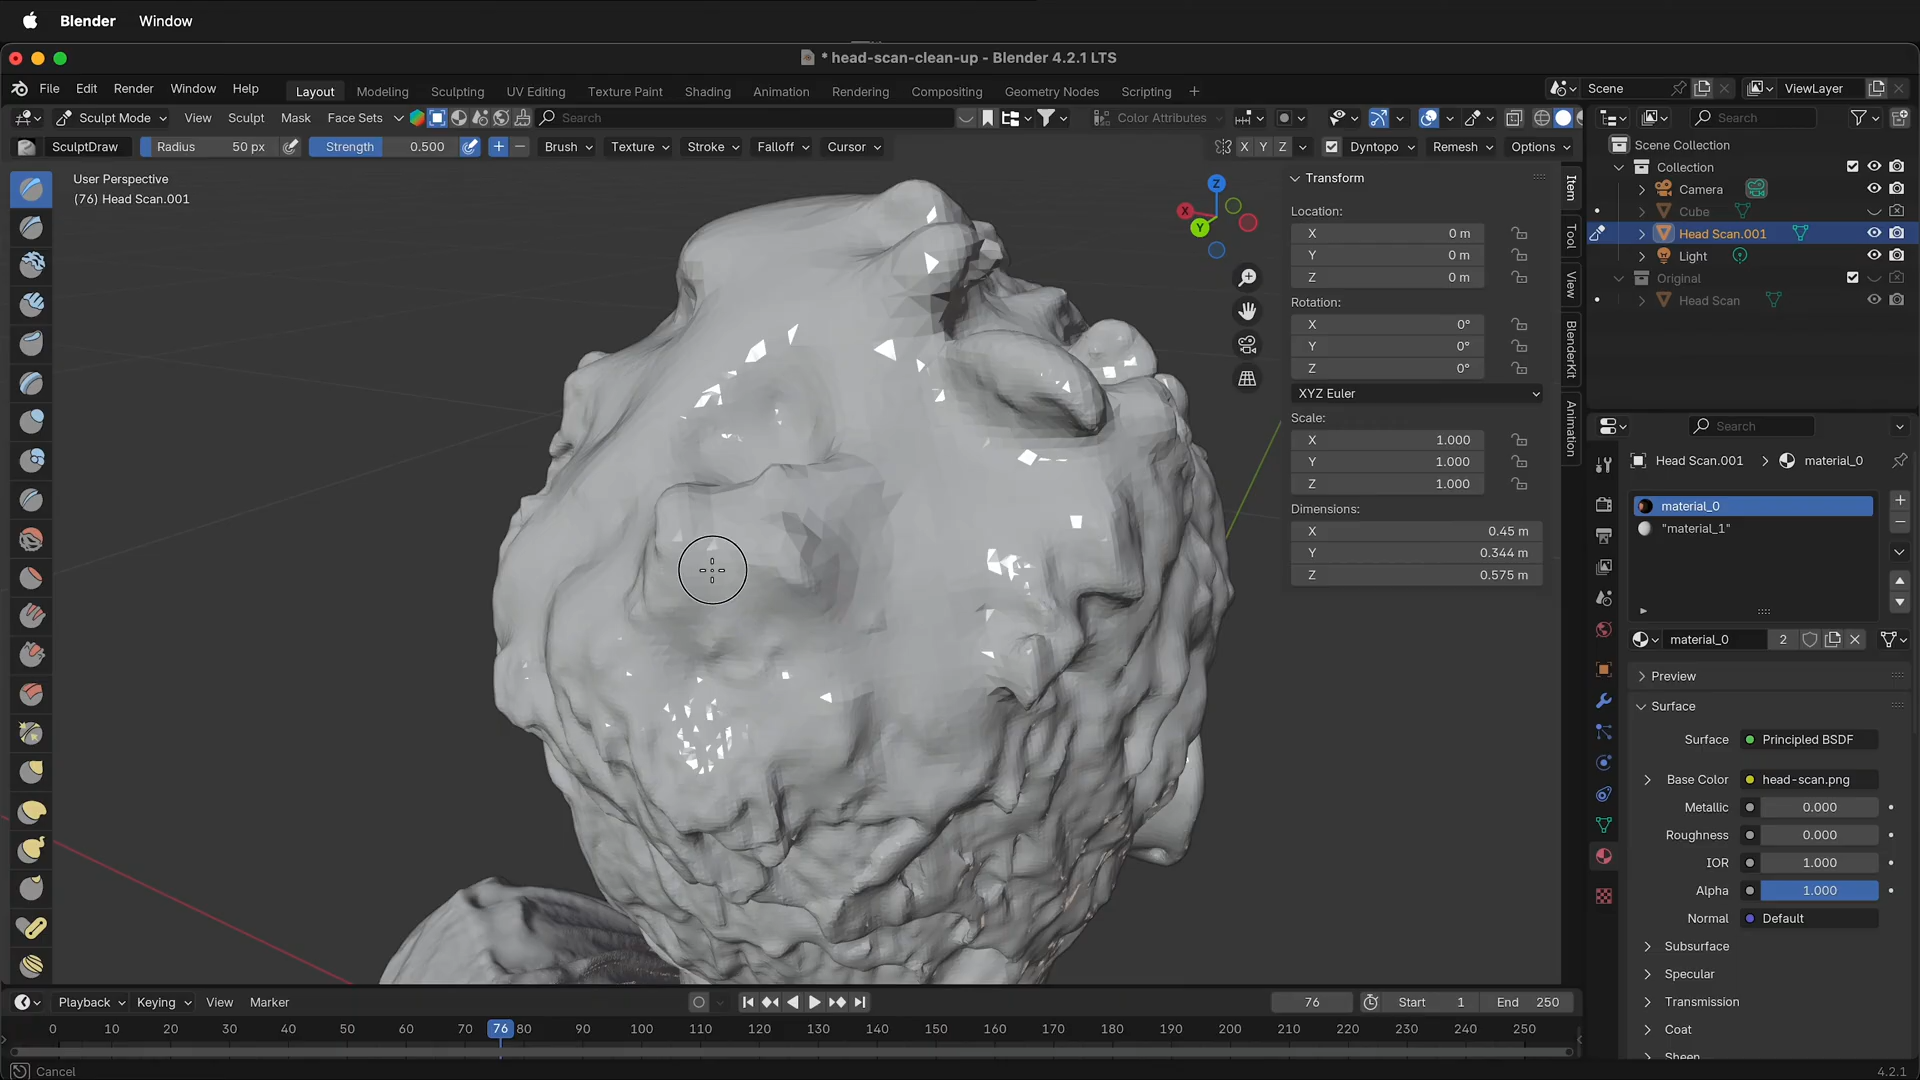 Blender Window
* head-scan-clean-up - Blender 4.2.1 LTS
File Edit Render Window Help Layout Modeling Sculpting UV Editing Texture Paint Shading Animation Rendering Compositing Geometry Nodes Scripting + Scene ViewLayer
Sculpt Mode View Sculpt Mask Face Sets Search Color Attributes Search
SculptDraw Radius 50 px Strength 0.500 Brush Texture Stroke Falloff Cursor X Y Z Dyntopo Remesh Options
Scene Collection
Collection
Camera
Cube
Head Scan.001
Light
Original
Head Scan
User Perspective
(76) Head Scan.001
Z
X
Y
Transform
Location:
X 0 m
Y 0 m
Z 0 m
Rotation:
X 0°
Y 0°
Z 0°
XYZ Euler
Scale:
X 1.000
Y 1.000
Z 1.000
Dimensions:
X 0.45 m
Y 0.344 m
Z 0.575 m
Item
Tool
View
BlenderKit
Animation
Search
Head Scan.001 > material_0
material_0
"material_1"
material_0 2
Preview
Surface
Surface Principled BSDF
Base Color head-scan.png
Metallic 0.000
Roughness 0.000
IOR 1.000
Alpha 1.000
Normal Default
Subsurface
Specular
Transmission
Coat
Sheen
Playback Keying View Marker 76 Start 1 End 250
0 10 20 30 40 50 60 70 76 80 90 100 110 120 130 140 150 160 170 180 190 200 210 220 230 240 250
Cancel 4.2.1